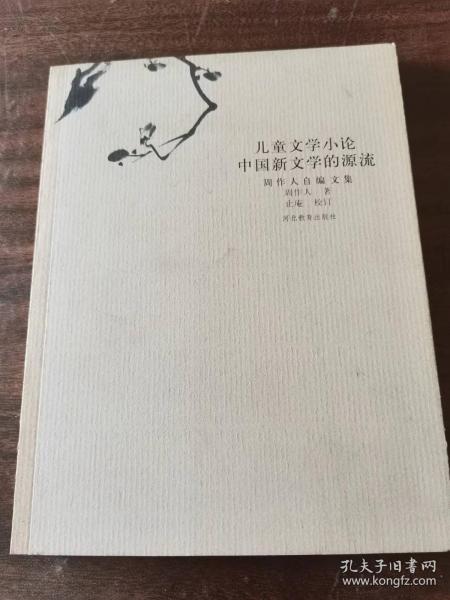 儿童文学小论
中国新文学的源流
周作人自编文集
周作人 著
止庵 校订
河北教育出版社
孔夫子旧书网
www.kongfz.com